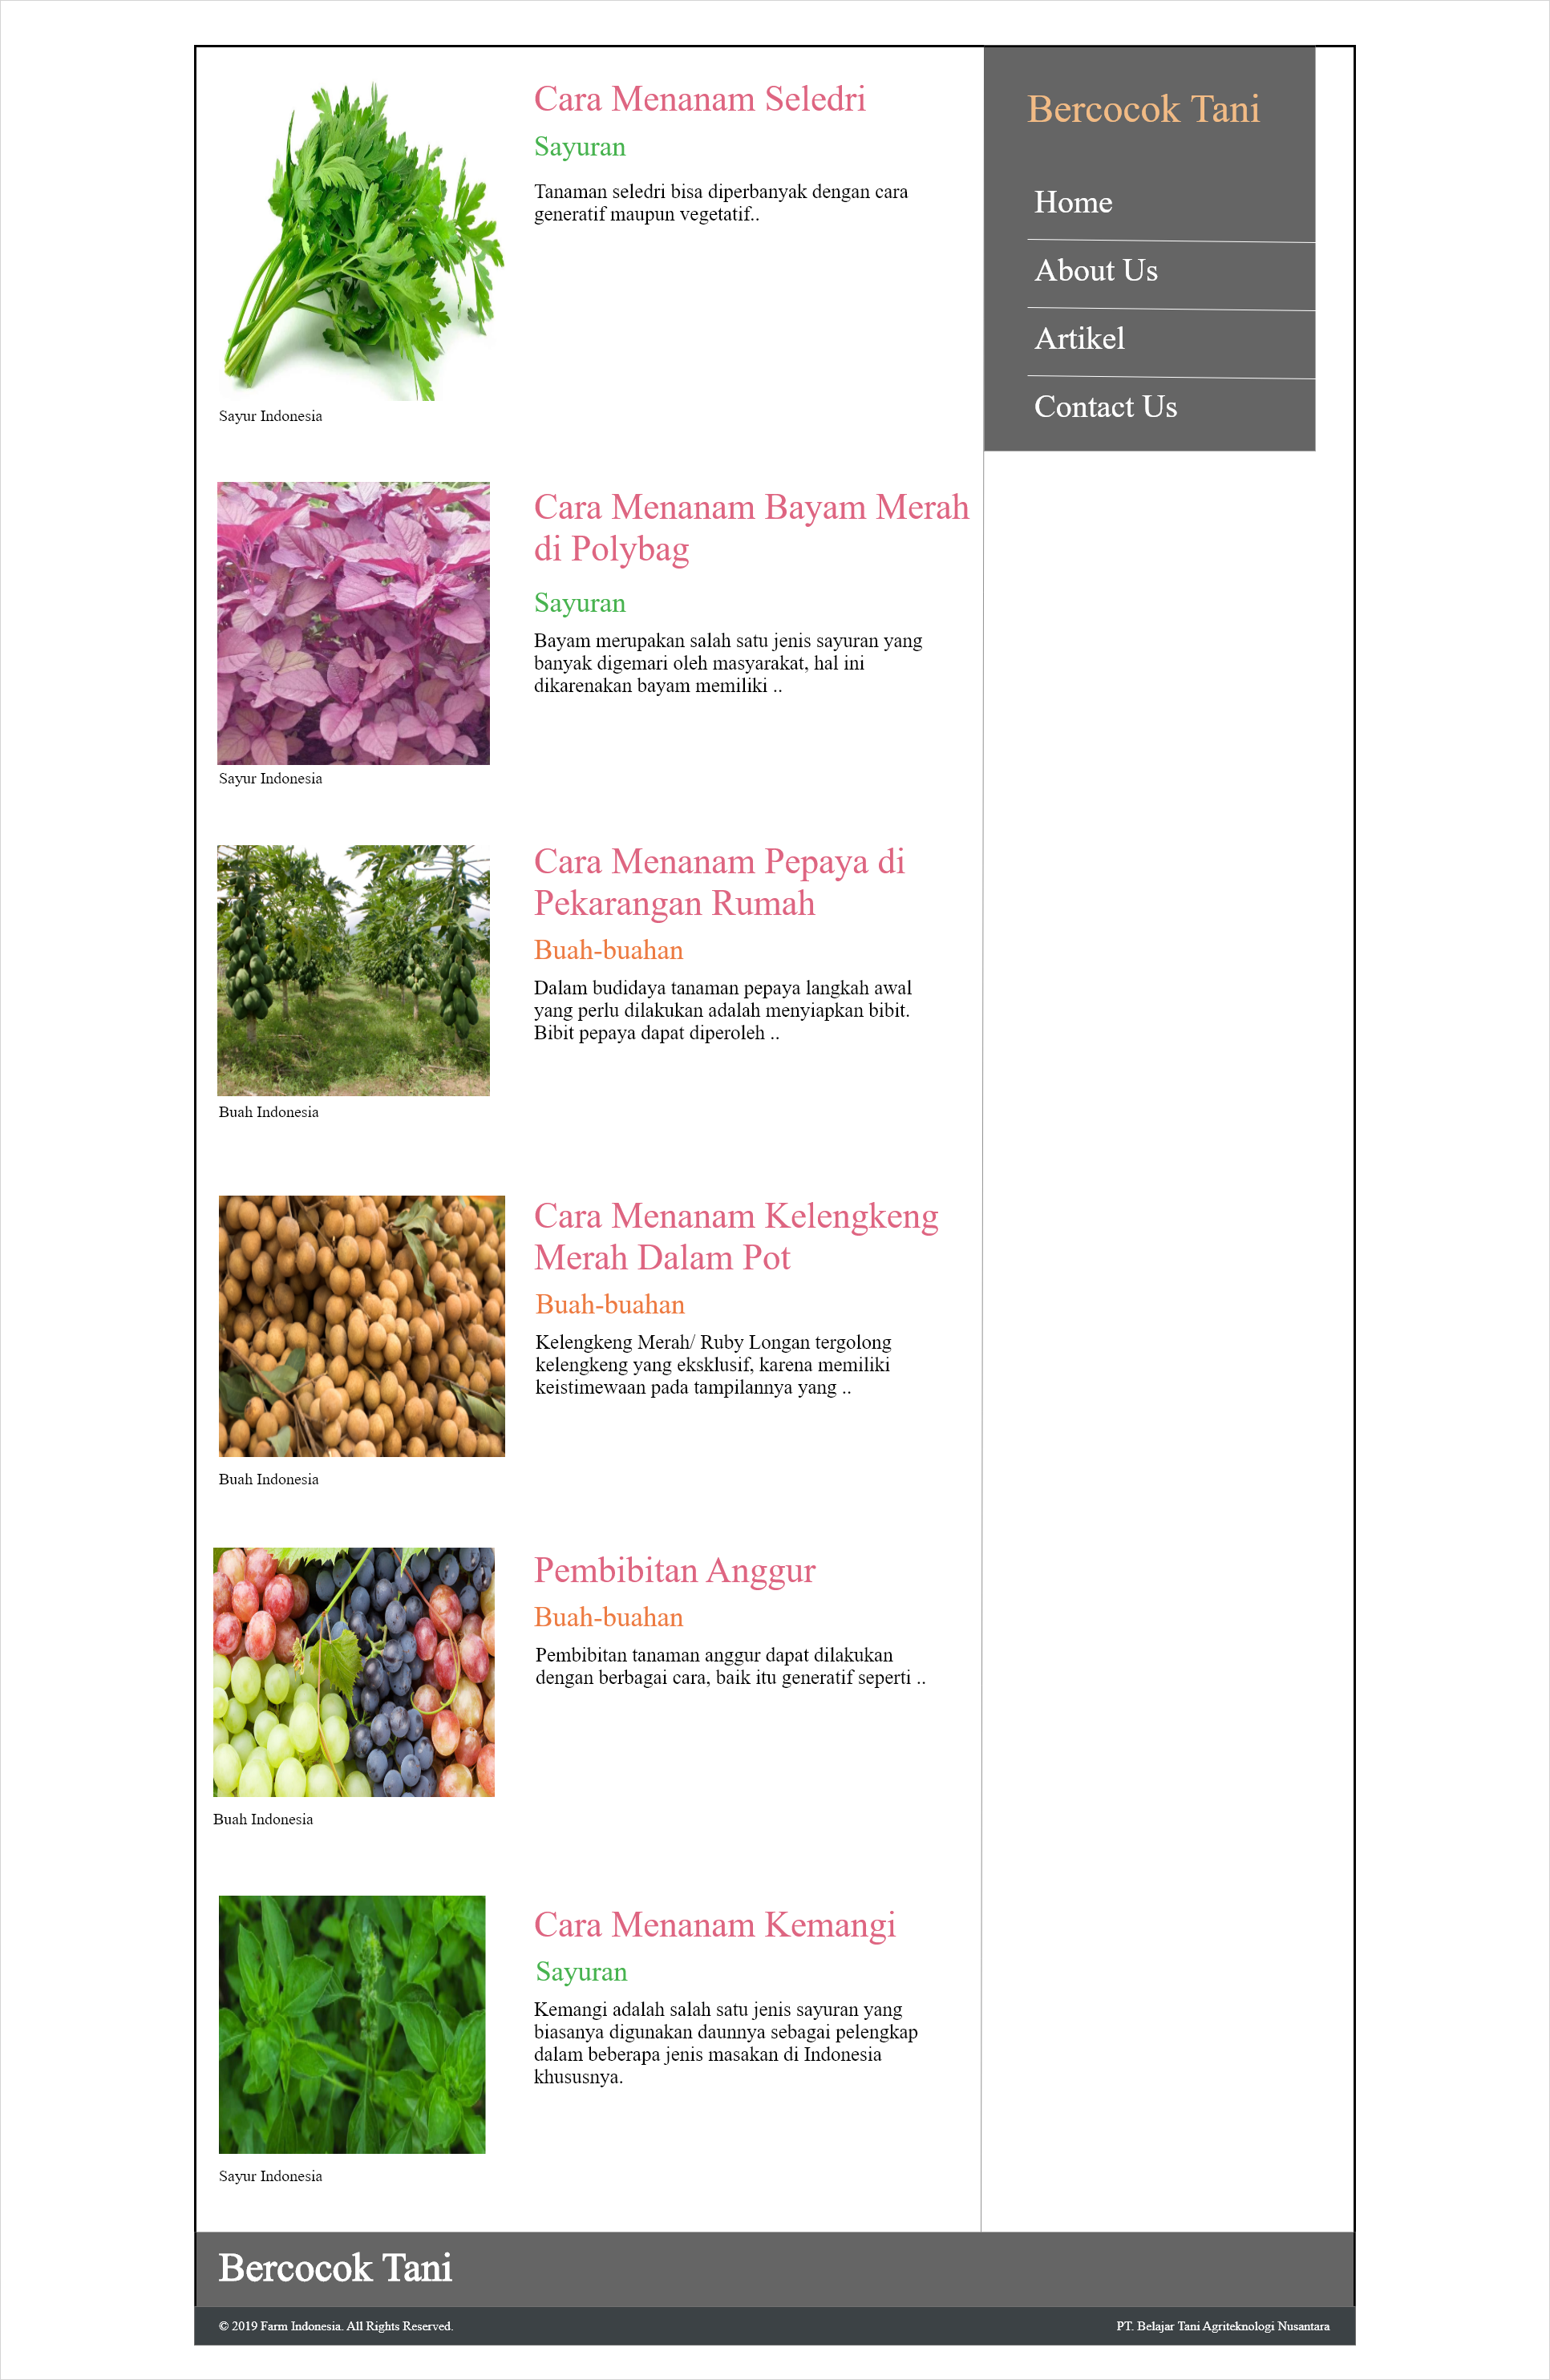 Cara Menanam Seledri
Sayuran
Tanaman seledri bisa diperbanyak dengan cara
generatif maupun vegetatif..
Sayur Indonesia
Bercocok Tani
Home
About Us
Artikel
Contact Us
Cara Menanam Bayam Merah
di Polybag
Sayuran
Bayam merupakan salah satu jenis sayuran yang
banyak digemari oleh masyarakat, hal ini
dikarenakan bayam memiliki ..
Sayur Indonesia
Cara Menanam Pepaya di
Pekarangan Rumah
Buah-buahan
Dalam budidaya tanaman pepaya langkah awal
yang perlu dilakukan adalah menyiapkan bibit.
Bibit pepaya dapat diperoleh ..
Buah Indonesia
Cara Menanam Kelengkeng
Merah Dalam Pot
Buah-buahan
Kelengkeng Merah/ Ruby Longan tergolong
kelengkeng yang eksklusif, karena memiliki
keistimewaan pada tampilannya yang ..
Buah Indonesia
Pembibitan Anggur
Buah-buahan
Pembibitan tanaman anggur dapat dilakukan
dengan berbagai cara, baik itu generatif seperti ..
Buah Indonesia
Cara Menanam Kemangi
Sayuran
Kemangi adalah salah satu jenis sayuran yang
biasanya digunakan daunnya sebagai pelengkap
dalam beberapa jenis masakan di Indonesia
khususnya.
Sayur Indonesia
Bercocok Tani
© 2019 Farm Indonesia. All Rights Reserved.
PT. Belajar Tani Agriteknologi Nusantara